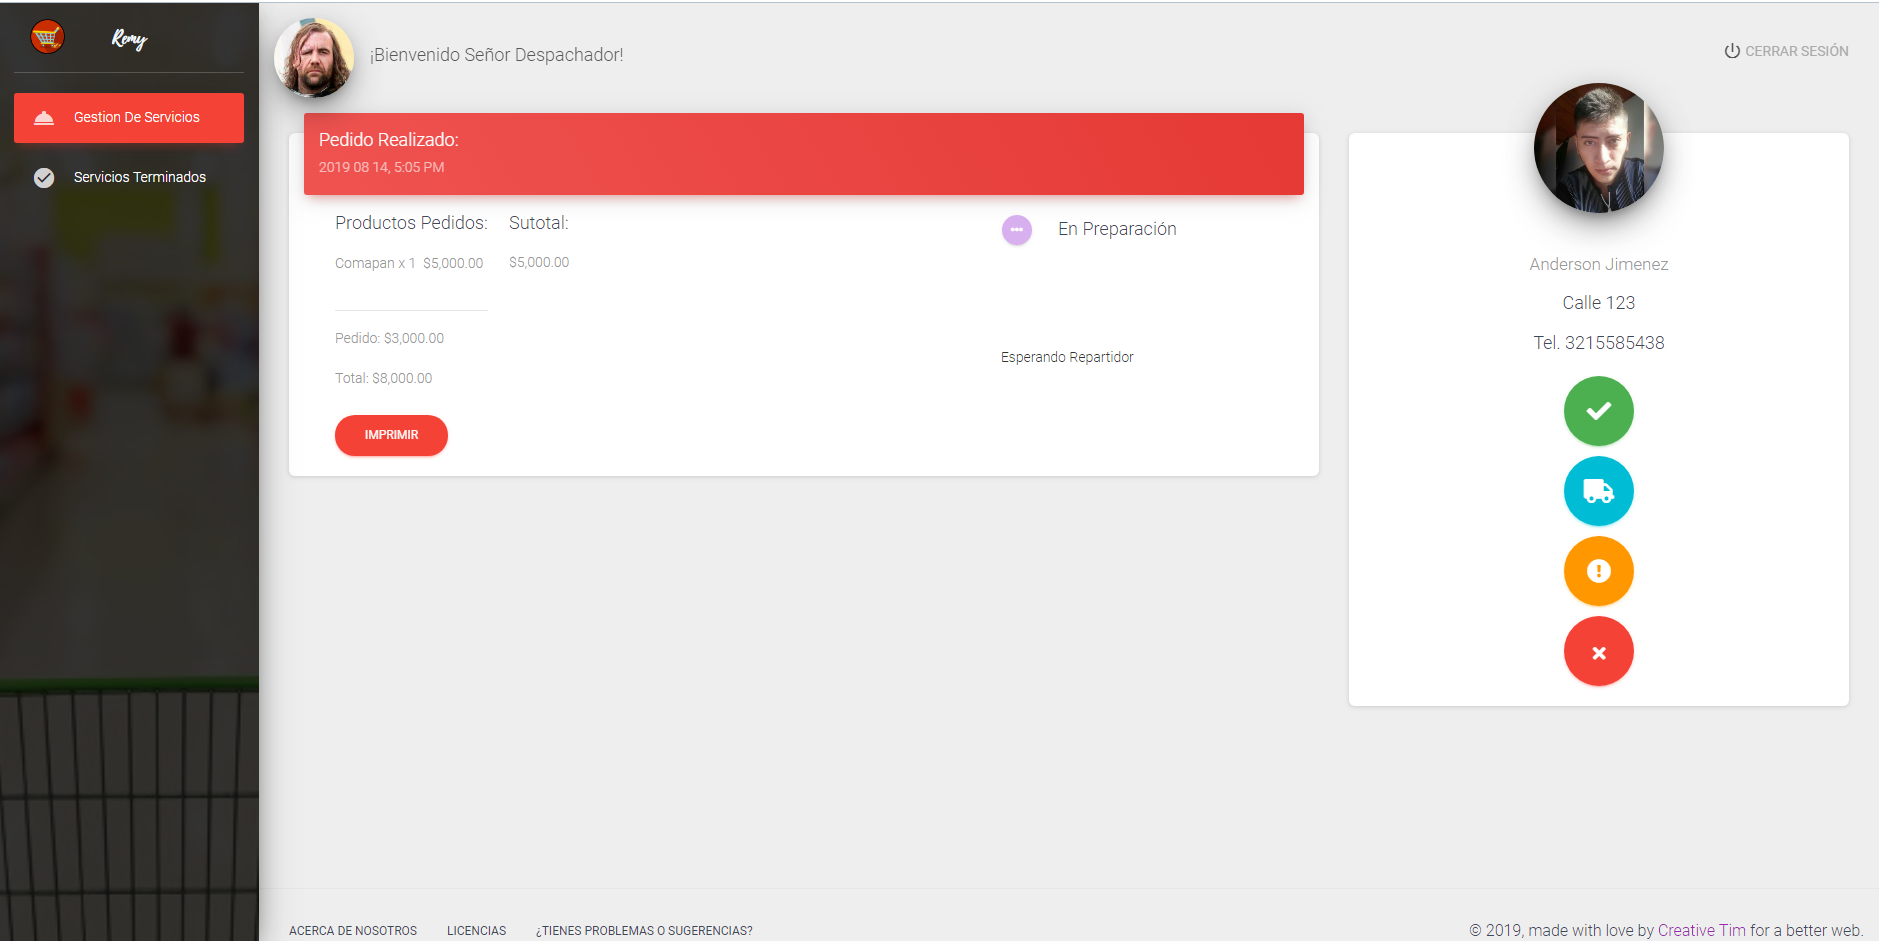 Remy
Gestion De Servicios
Servicios Terminados
¡Bienvenido Señor Despachador!
CERRAR SESIÓN
Pedido Realizado:
2019 08 14, 5:05 PM
Productos Pedidos: Sutotal:
Comapan x 1 $5,000.00 $5,000.00
Pedido: $3,000.00
Total: $8,000.00
IMPRIMIR
En Preparación
Esperando Repartidor
Anderson Jimenez
Calle 123
Tel. 3215585438
ACERCA DE NOSOTROS LICENCIAS ¿TIENES PROBLEMAS O SUGERENCIAS?
© 2019, made with love by Creative Tim for a better web.